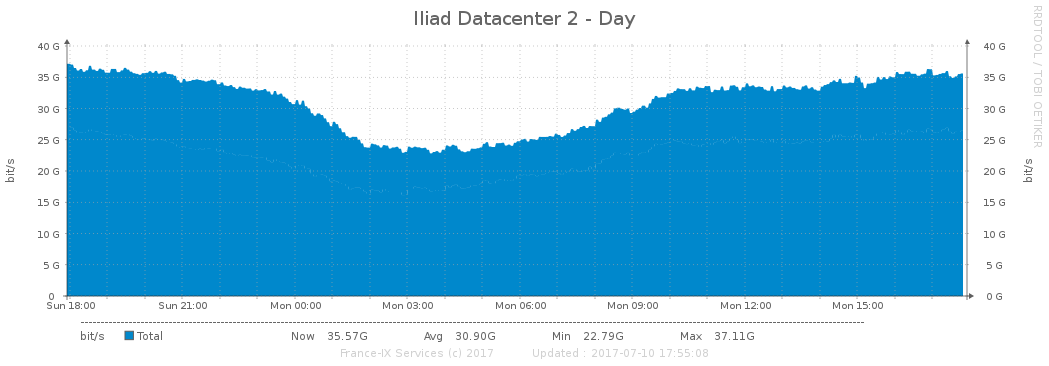 Iliad Datacenter 2 - Day
RRDTOOL / TOBI OETIKER
bit/s
40 G
35 G
30 G
25 G
20 G
15 G
10 G
5 G
0
40 G
35 G
30 G
25 G
20 G
15 G
10 G
5 G
0 G
bit/s
Sun 18:00 Sun 21:00 Mon 00:00 Mon 03:00 Mon 06:00 Mon 09:00 Mon 12:00 Mon 15:00
bit/s Total Now 35.57G Avg 30.90G Min 22.79G Max 37.11G
France-IX Services (c) 2017 Updated : 2017-07-10 17:55:08